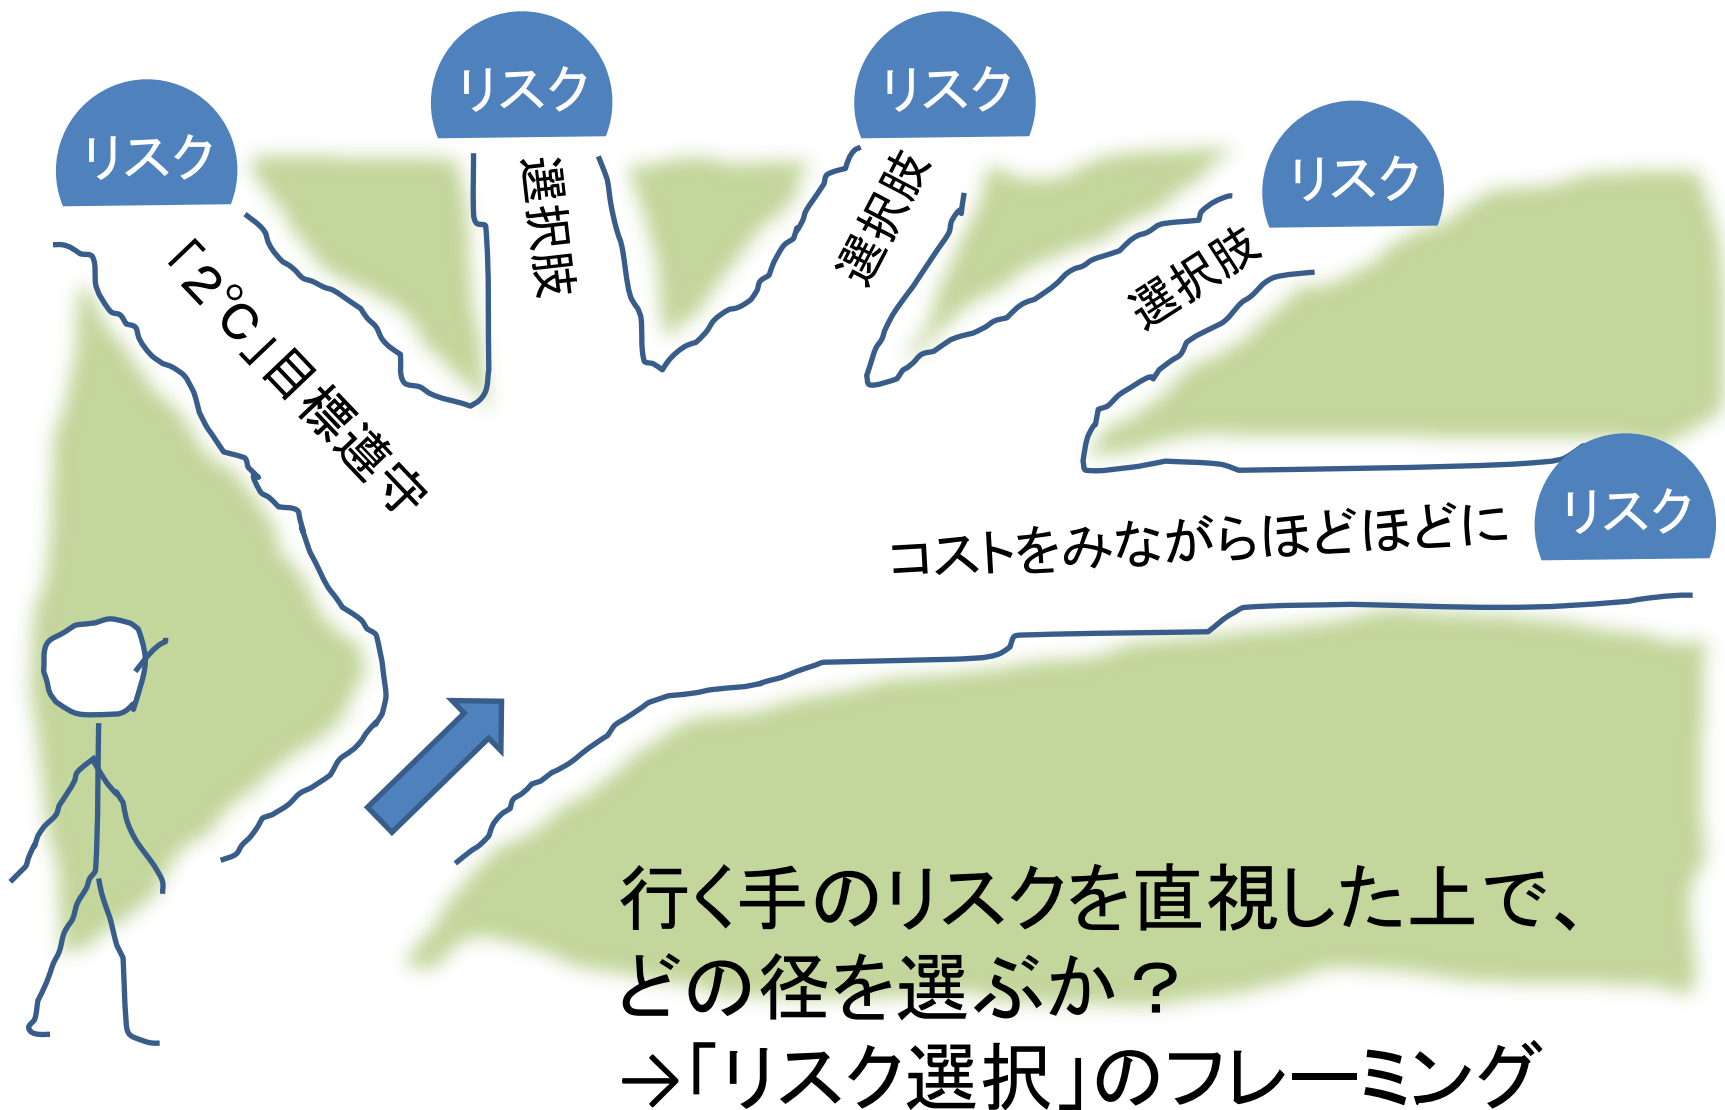 リスク
リスク
リスク
リスク
リスク
「2℃」目標遵守
選択肢
選択肢
選択肢
コストをみながらほどほどに
行く手のリスクを直視した上で、
どの径を選ぶか？
→「リスク選択」のフレーミング